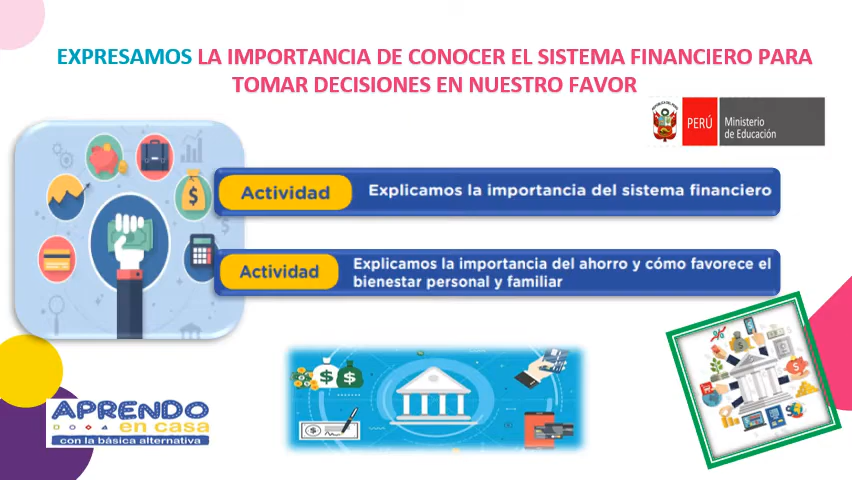 EXPRESAMOS LA IMPORTANCIA DE CONOCER EL SISTEMA FINANCIERO PARA
TOMAR DECISIONES EN NUESTRO FAVOR
PERÚ
Ministerio
de Educación
Actividad
Explicamos la importancia del sistema financiero
Actividad
Explicamos la importancia del ahorro y cómo favorece el
bienestar personal y familiar
APRENDO
en casa
con la básica alternativa